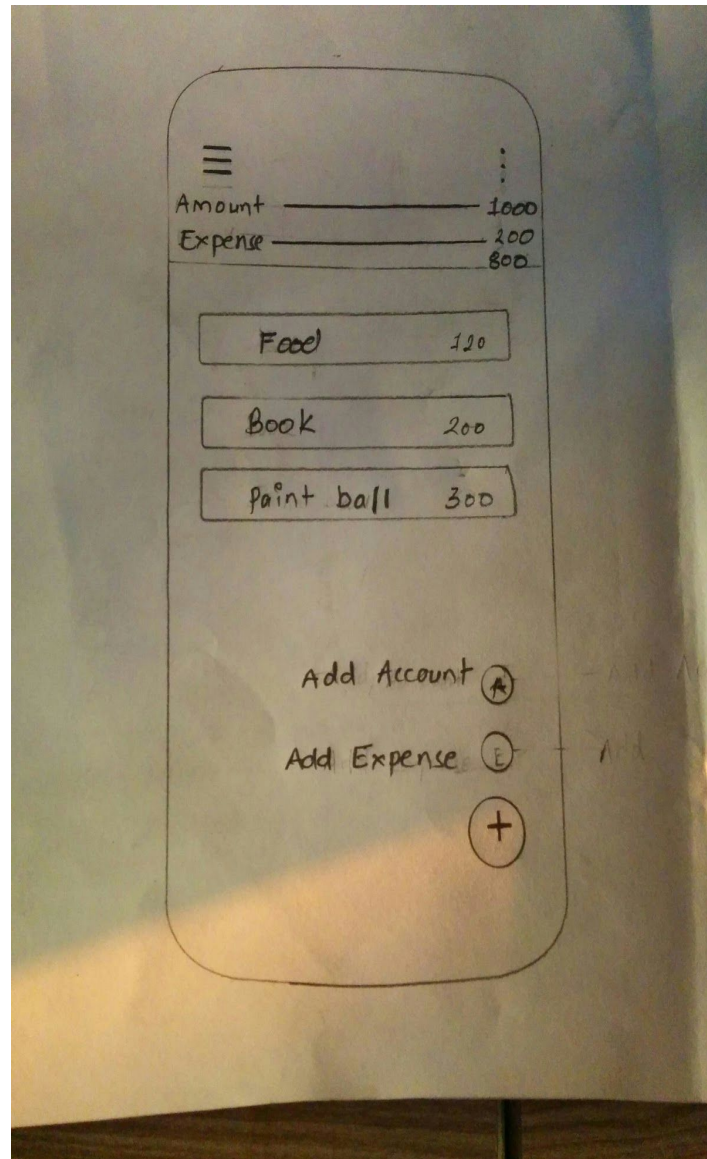 Amount 1000
Expense 200
800
Food 120
Book 200
Paint ball 300
Add Account A
Add Expense E
+